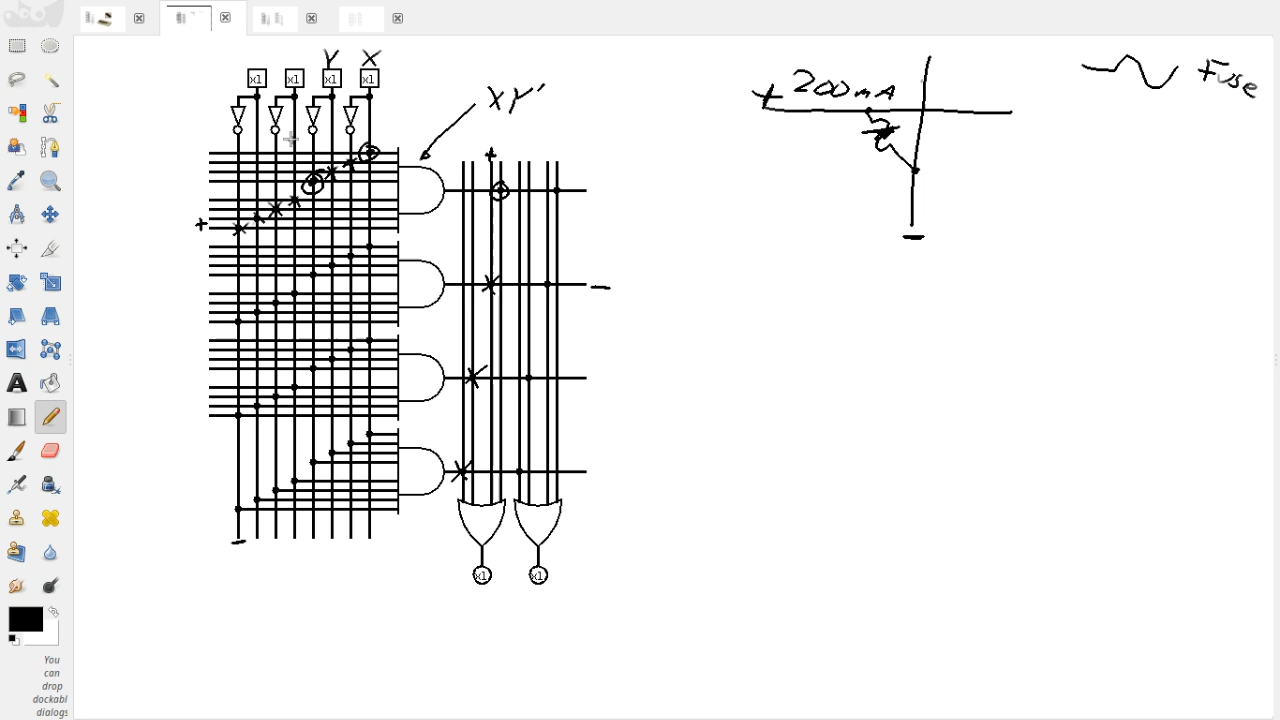 Y X
x1 x1 x1 x1
XY'
200mA
Fuse
+
+
+
−
−
−
x1 x1
You
can
drop
dockabl
dialogs